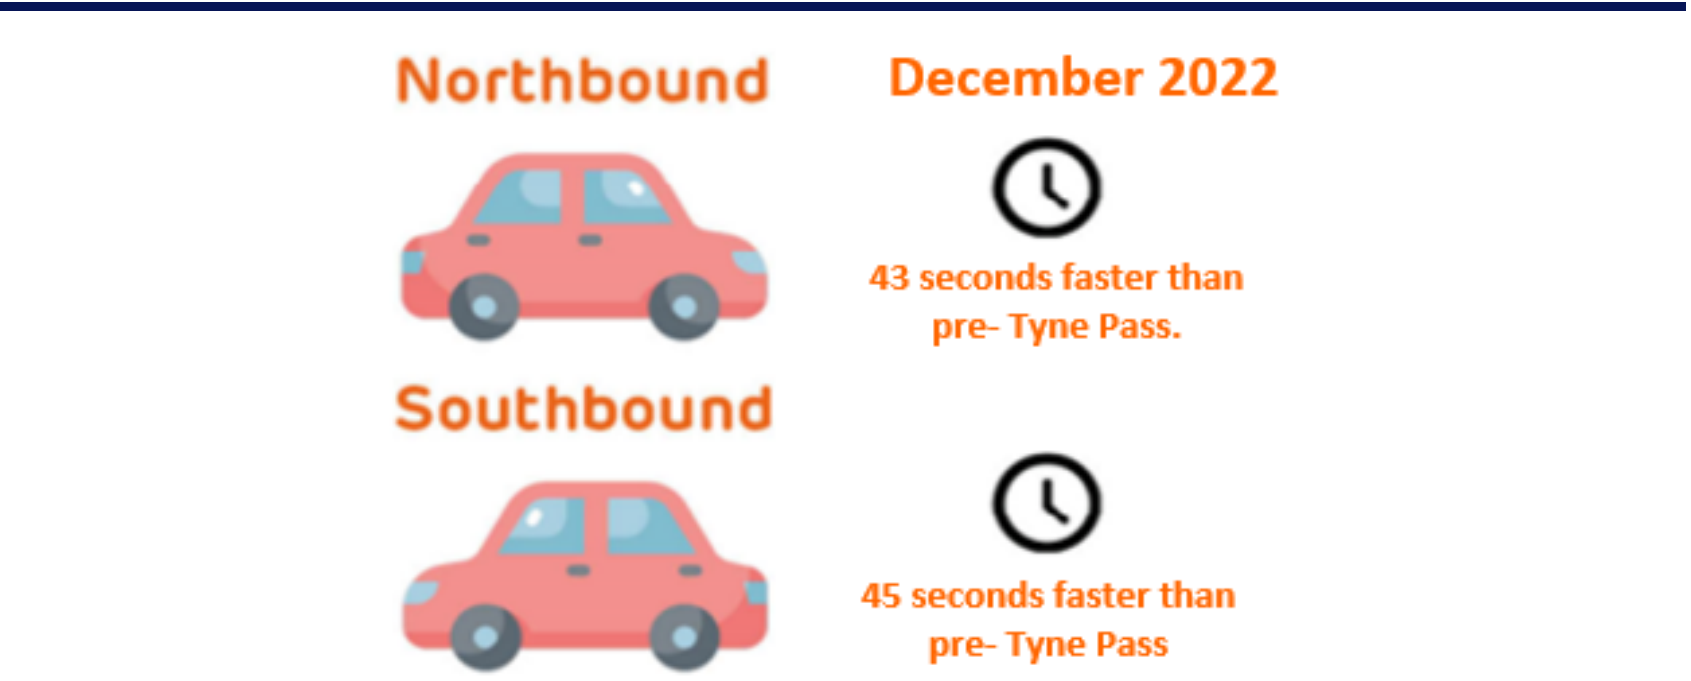 Northbound
December 2022
43 seconds faster than
pre- Tyne Pass.
Southbound
45 seconds faster than
pre- Tyne Pass